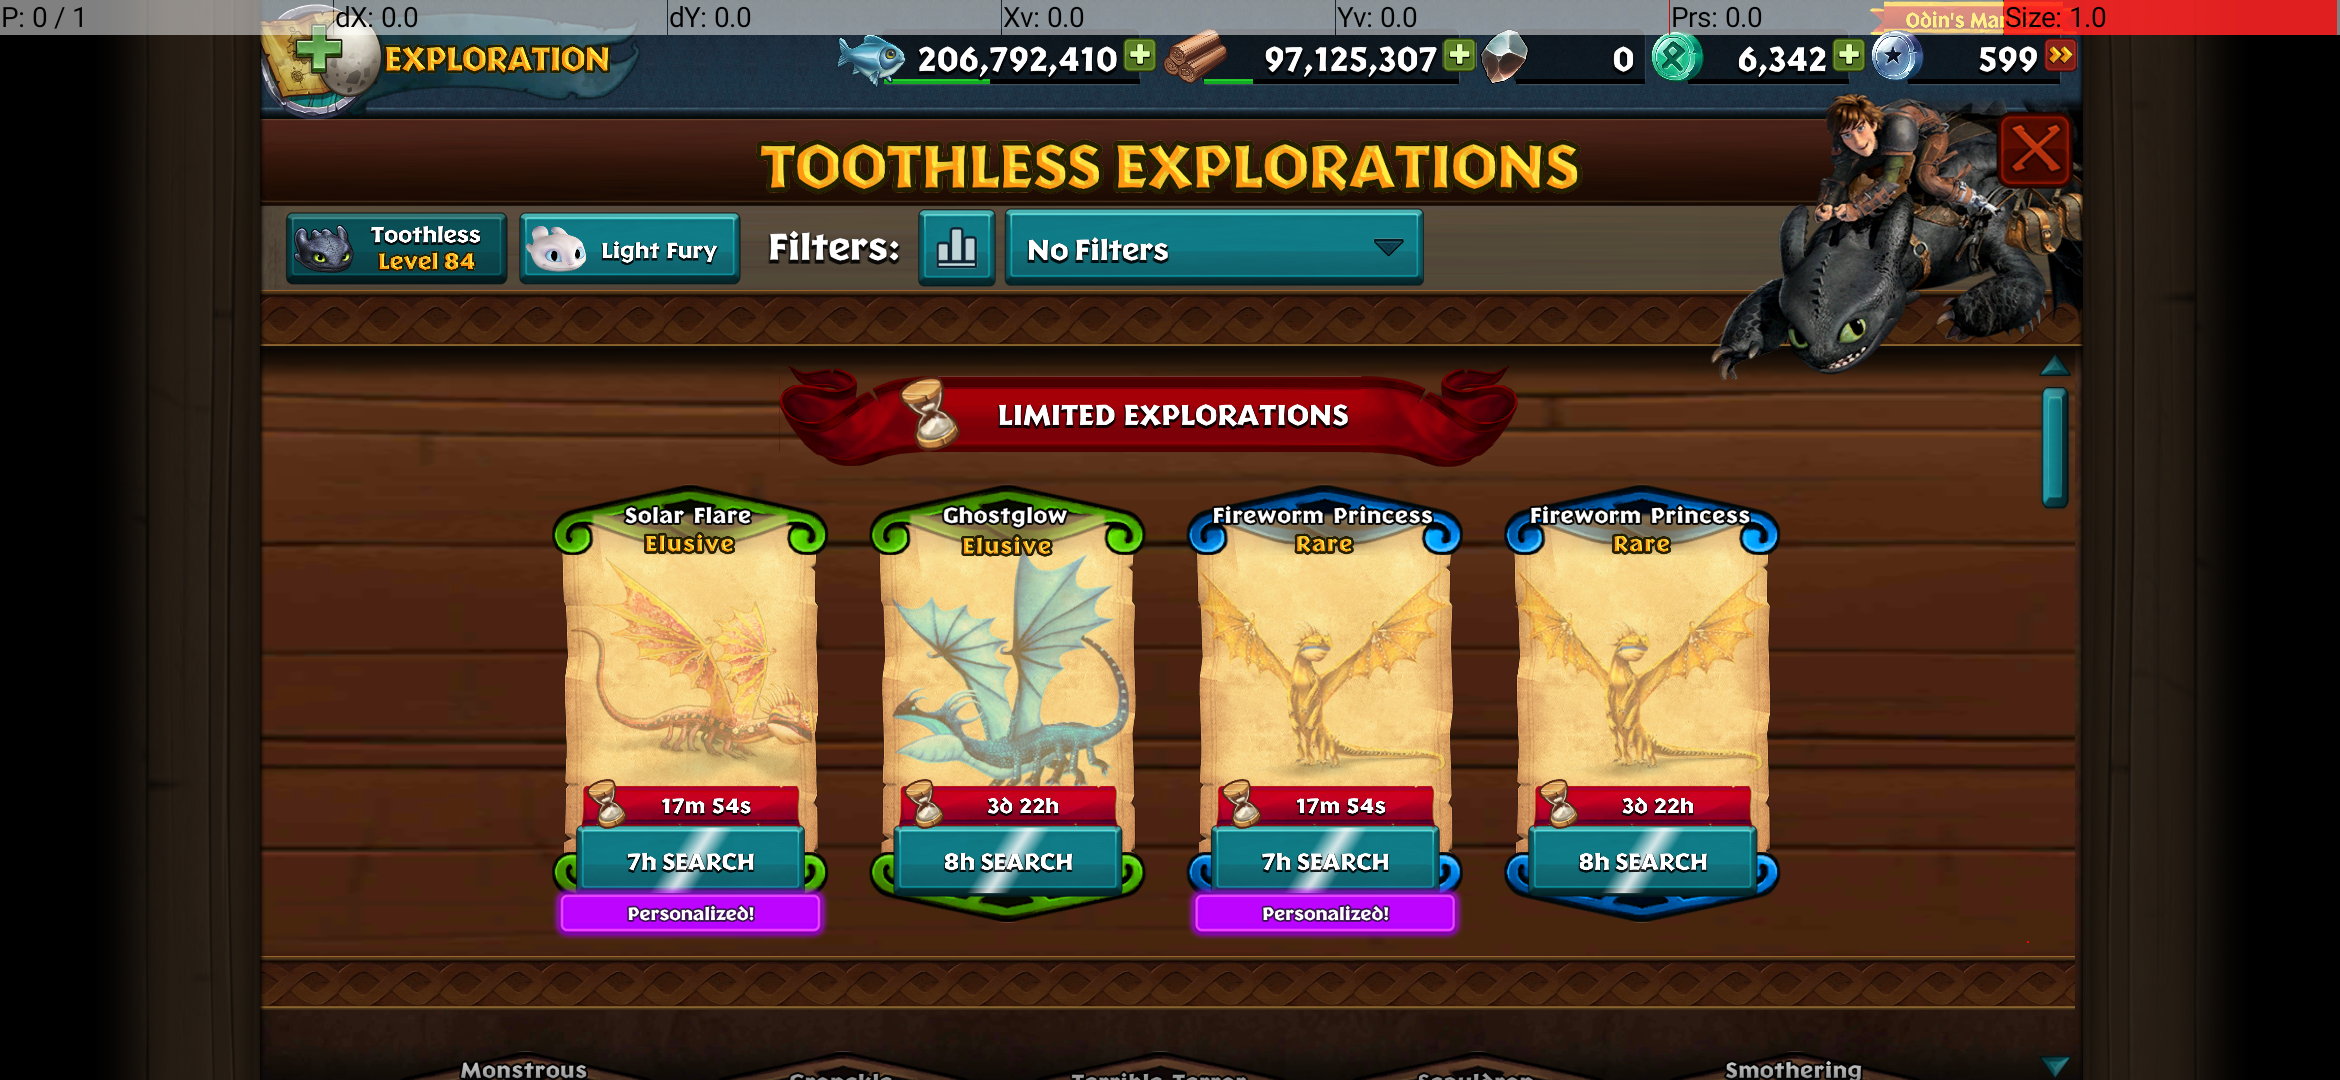 P: 0 / 1
dX: 0.0
dY: 0.0
Xv: 0.0
Yv: 0.0
Prs: 0.0
Size: 1.0
Odin's
EXPLORATION
206,792,410
97,125,307
0
6,342
599
TOOTHLESS EXPLORATIONS
Toothless
Level 84
Light Fury
Filters:
No Filters
LIMITED EXPLORATIONS
Solar Flare
Elusive
17m 54s
7h SEARCH
Personalized!
Ghostglow
Elusive
3d 22h
8h SEARCH
Fireworm Princess
Rare
17m 54s
7h SEARCH
Personalized!
Fireworm Princess
Rare
3d 22h
8h SEARCH
Monstrous
Smothering